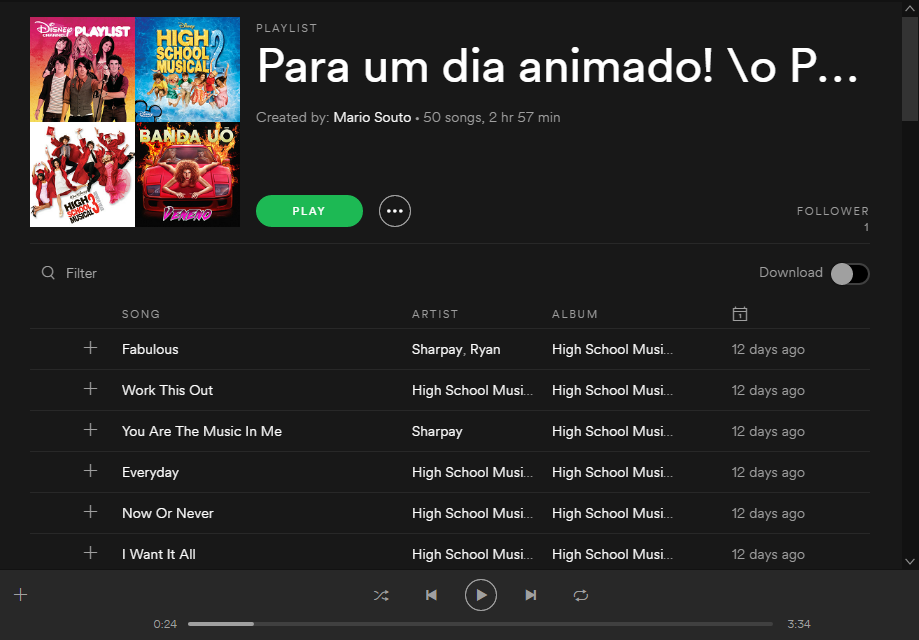 Disney CHANNEL PLAYLIST
Disney
HIGH SCHOOL MUSICAL 2
HIGH SCHOOL MUSICAL 3
BANDA UÓ
VENENO
PLAYLIST
Para um dia animado! \o P...
Created by: Mario Souto • 50 songs, 2 hr 57 min
PLAY
FOLLOWER
1
Filter
Download
SONG ARTIST ALBUM
Fabulous Sharpay, Ryan High School Musi... 12 days ago
Work This Out High School Musi... High School Musi... 12 days ago
You Are The Music In Me Sharpay High School Musi... 12 days ago
Everyday High School Musi... High School Musi... 12 days ago
Now Or Never High School Musi... High School Musi... 12 days ago
I Want It All High School Musi... High School Musi... 12 days ago
0:24 3:34